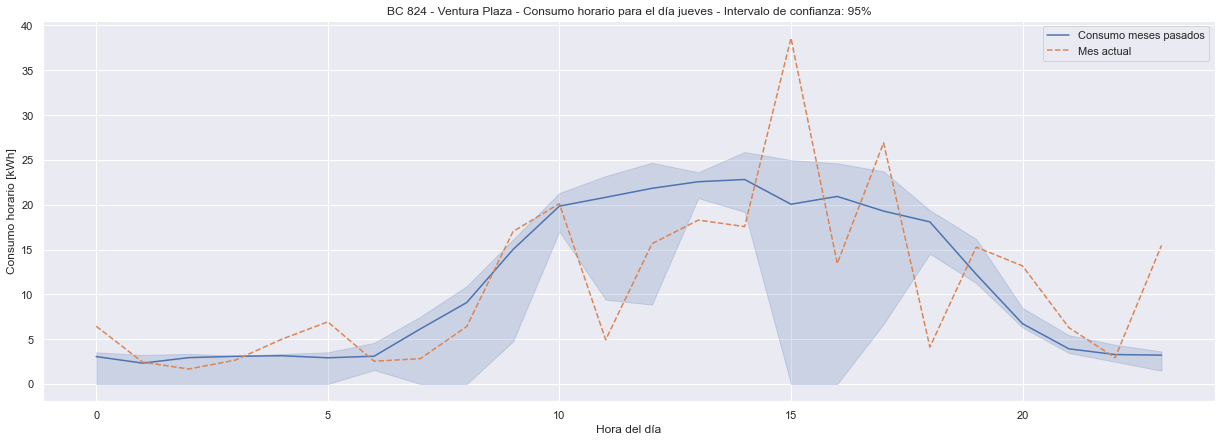 BC 824 - Ventura Plaza - Consumo horario para el día jueves - Intervalo de confianza: 95%
Consumo meses pasados
Mes actual
Consumo horario [kWh]
40
35
30
25
20
15
10
5
0
0
5
10
15
20
Hora del día